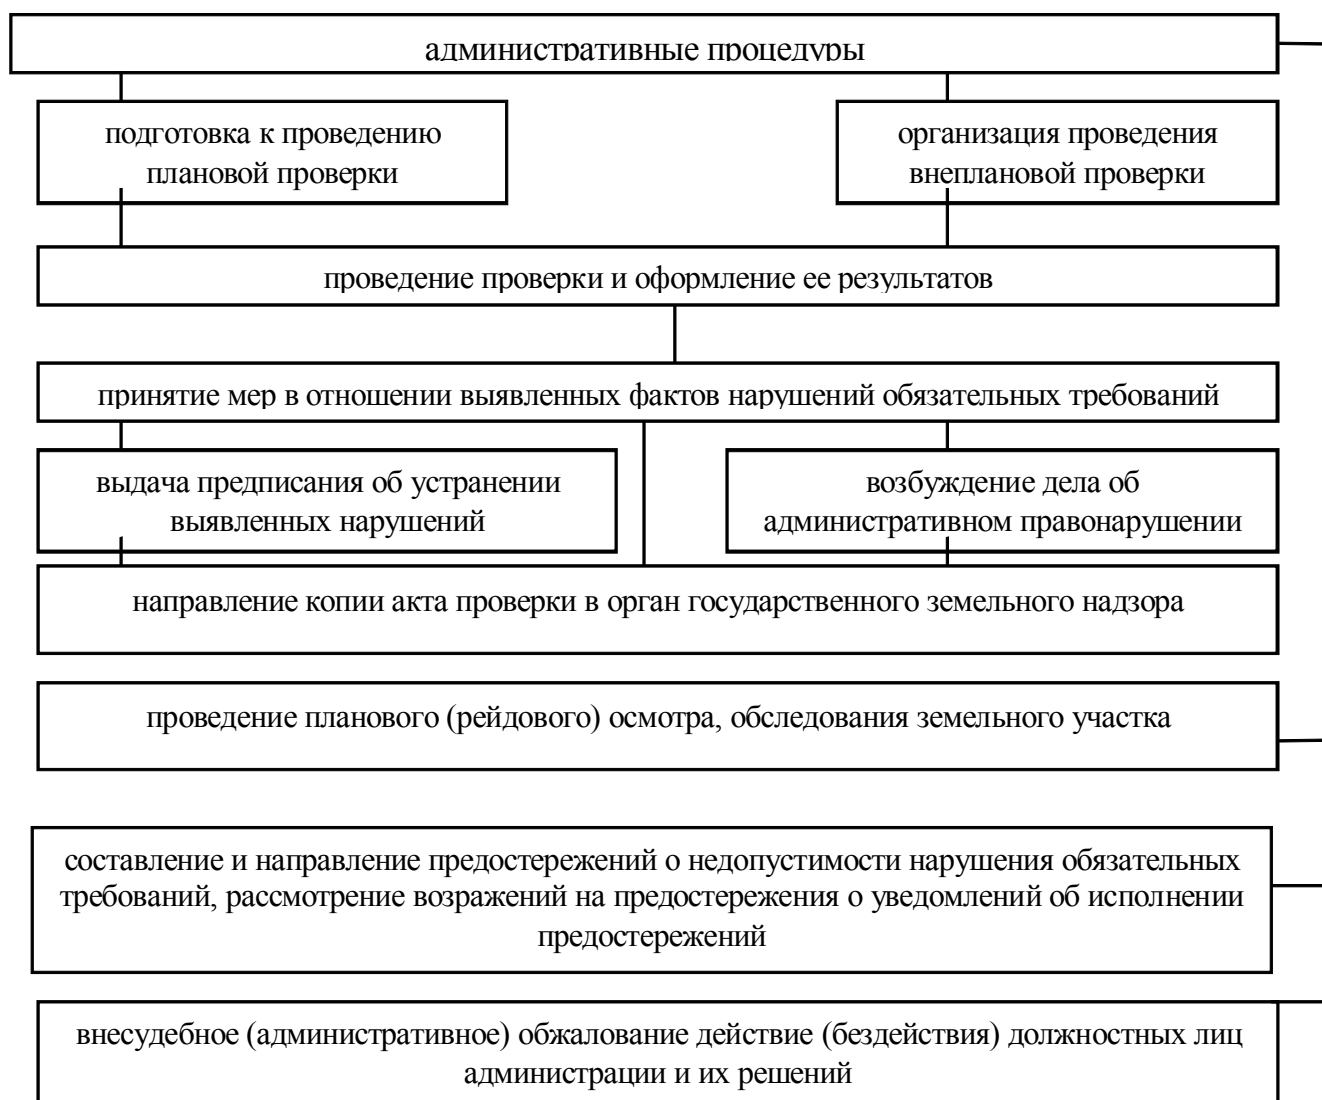 административные процедуры
подготовка к проведению
плановой проверки
организация проведения
внеплановой проверки
проведение проверки и оформление ее результатов
принятие мер в отношении выявленных фактов нарушений обязательных требований
выдача предписания об устранении
выявленных нарушений
возбуждение дела об
административном правонарушении
направление копии акта проверки в орган государственного земельного надзора
проведение планового (рейдового) осмотра, обследования земельного участка
составление и направление предостережений о недопустимости нарушения обязательных
требований, рассмотрение возражений на предостережения о уведомлений об исполнении
предостережений
внесудебное (административное) обжалование действие (бездействия) должностных лиц
администрации и их решений